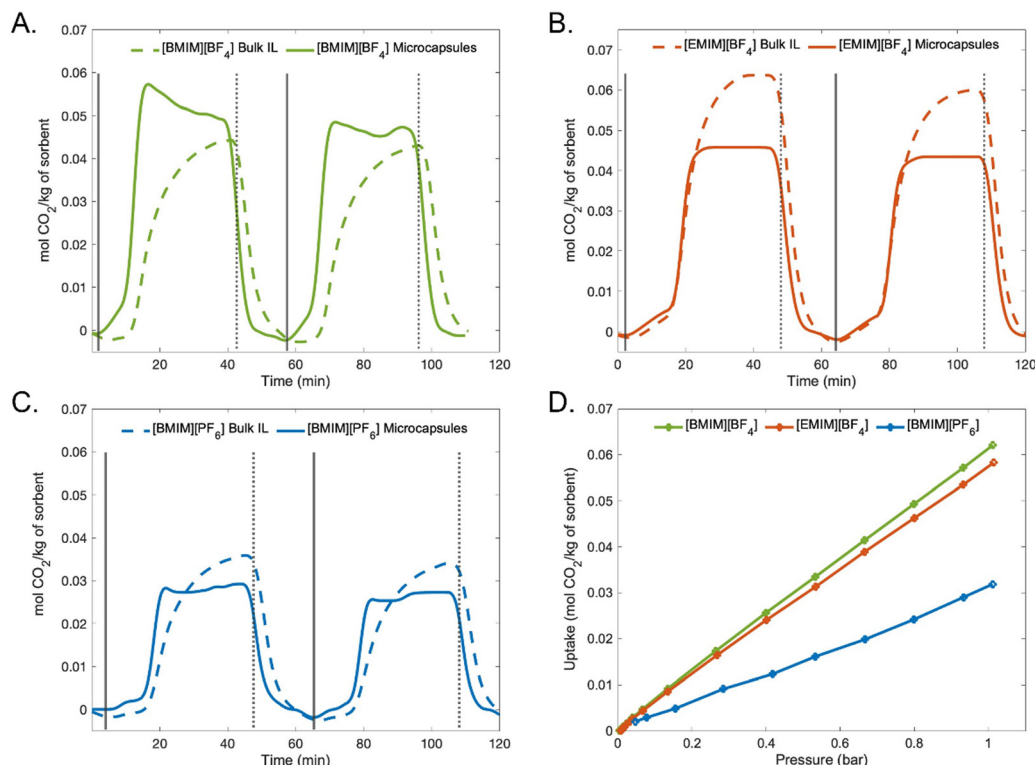 A.
0.07
0.06
0.05
0.04
0.03
0.02
0.01
0
mol CO2/kg of sorbent
[BMIM][BF4] Bulk IL
[BMIM][BF4] Microcapsules
0 20 40 60 80 100 120
Time (min)
B.
0.07
0.06
0.05
0.04
0.03
0.02
0.01
0
mol CO2/kg of sorbent
[EMIM][BF4] Bulk IL
[EMIM][BF4] Microcapsules
0 20 40 60 80 100 120
Time (min)
C.
0.07
0.06
0.05
0.04
0.03
0.02
0.01
0
mol CO2/kg of sorbent
[BMIM][PF6] Bulk IL
[BMIM][PF6] Microcapsules
0 20 40 60 80 100 120
Time (min)
D.
0.07
0.06
0.05
0.04
0.03
0.02
0.01
0
Uptake (mol CO2/kg of sorbent)
[BMIM][BF4]
[EMIM][BF4]
[BMIM][PF6]
0 0.2 0.4 0.6 0.8 1
Pressure (bar)